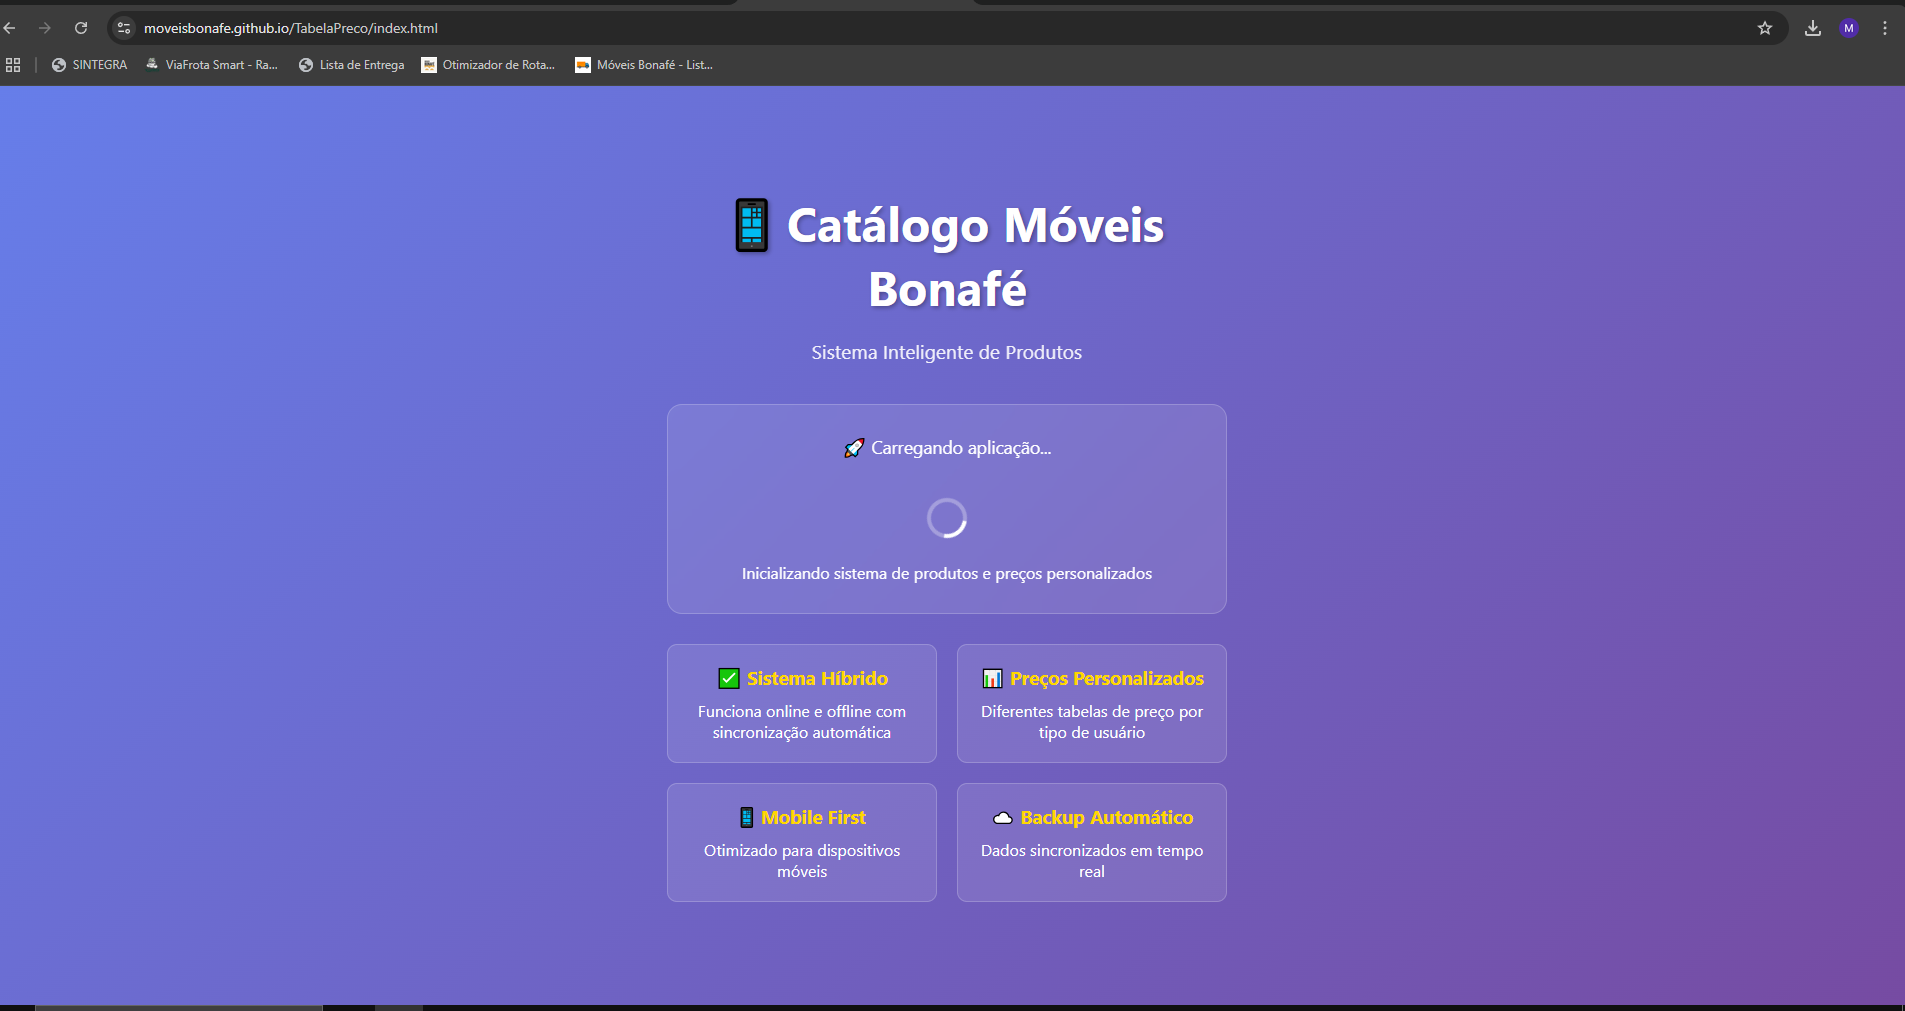 moveisbonafe.github.io/TabelaPreco/index.html
M
SINTEGRA
ViaFrota Smart - Ra...
Lista de Entrega
Otimizador de Rota...
Móveis Bonafé - List...
Catálogo Móveis
Bonafé
Sistema Inteligente de Produtos
Carregando aplicação...
Inicializando sistema de produtos e preços personalizados
Sistema Híbrido
Funciona online e offline com
sincronização automática
Preços Personalizados
Diferentes tabelas de preço por
tipo de usuário
Mobile First
Otimizado para dispositivos
móveis
Backup Automático
Dados sincronizados em tempo
real